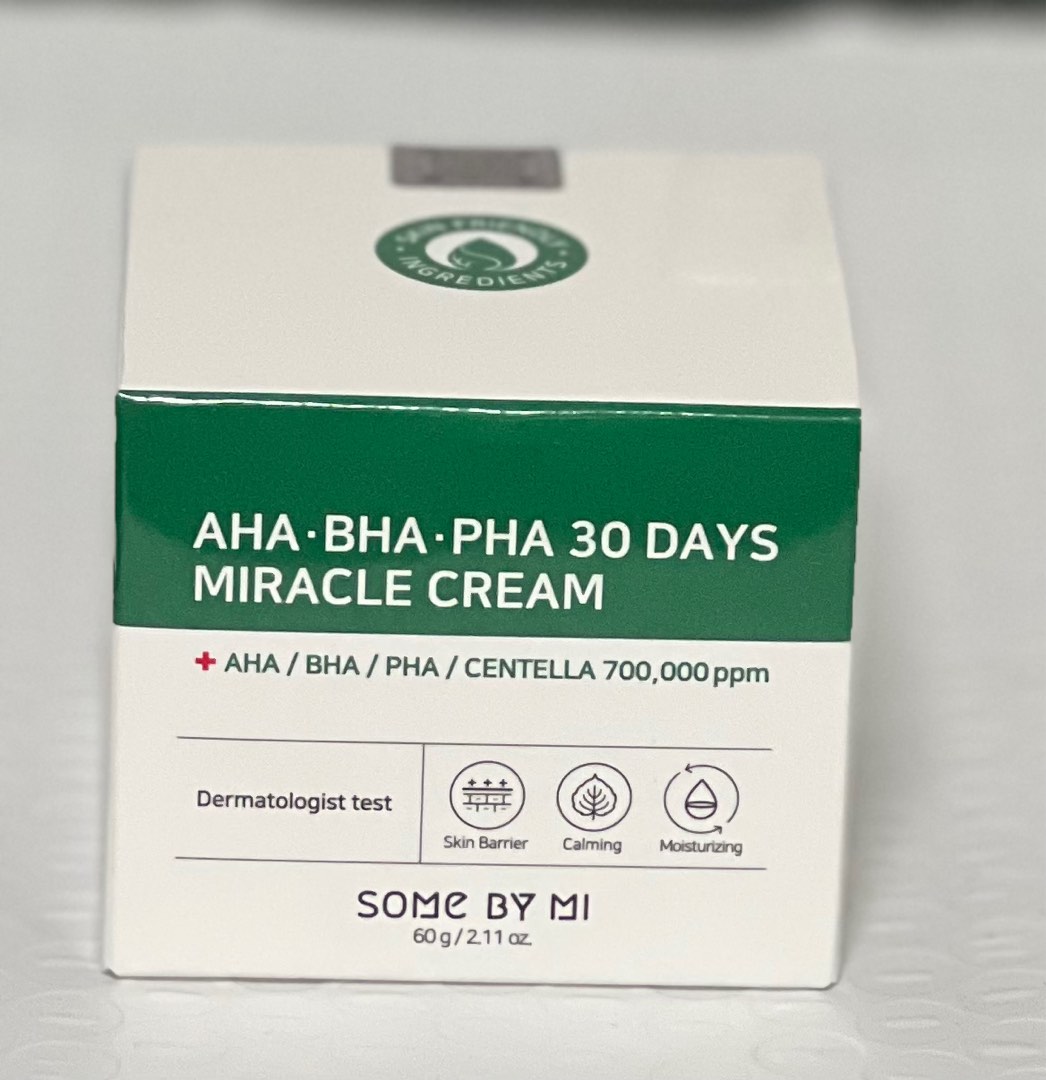 SKIN FRIENDLY
INGREDIENTS
AHA·BHA·PHA 30 DAYS
MIRACLE CREAM
+ AHA / BHA / PHA / CENTELLA 700,000 ppm
Dermatologist test
Skin Barrier
Calming
Moisturizing
SOME BY MI
60 g / 2.11 oz.